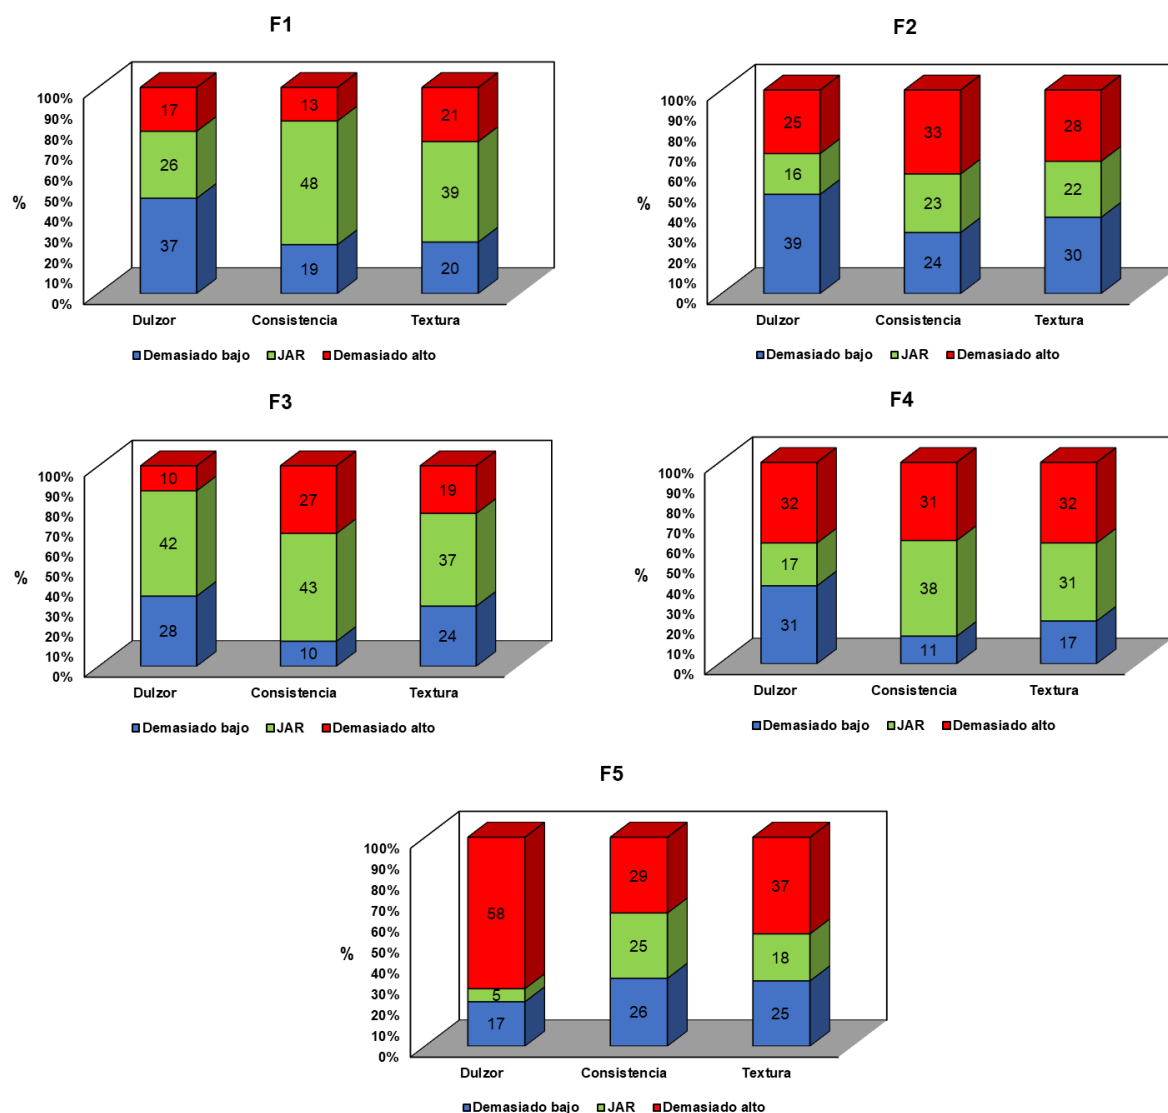 F1
100%
90%
80%
70%
60%
50%
40%
30%
20%
10%
0%
%
17 13 21
26 48 39
37 19 20
Dulzor Consistencia Textura
Demasiado bajo JAR Demasiado alto
F2
100%
90%
80%
70%
60%
50%
40%
30%
20%
10%
0%
%
25 33 28
16 23 22
39 24 30
Dulzor Consistencia Textura
Demasiado bajo JAR Demasiado alto
F3
100%
90%
80%
70%
60%
50%
40%
30%
20%
10%
0%
%
10 27 19
42 43 37
28 10 24
Dulzor Consistencia Textura
Demasiado bajo JAR Demasiado alto
F4
100%
90%
80%
70%
60%
50%
40%
30%
20%
10%
0%
%
32 31 32
17 38 31
31 11 17
Dulzor Consistencia Textura
Demasiado bajo JAR Demasiado alto
F5
100%
90%
80%
70%
60%
50%
40%
30%
20%
10%
0%
%
58 29 37
5 25 18
17 26 25
Dulzor Consistencia Textura
Demasiado bajo JAR Demasiado alto